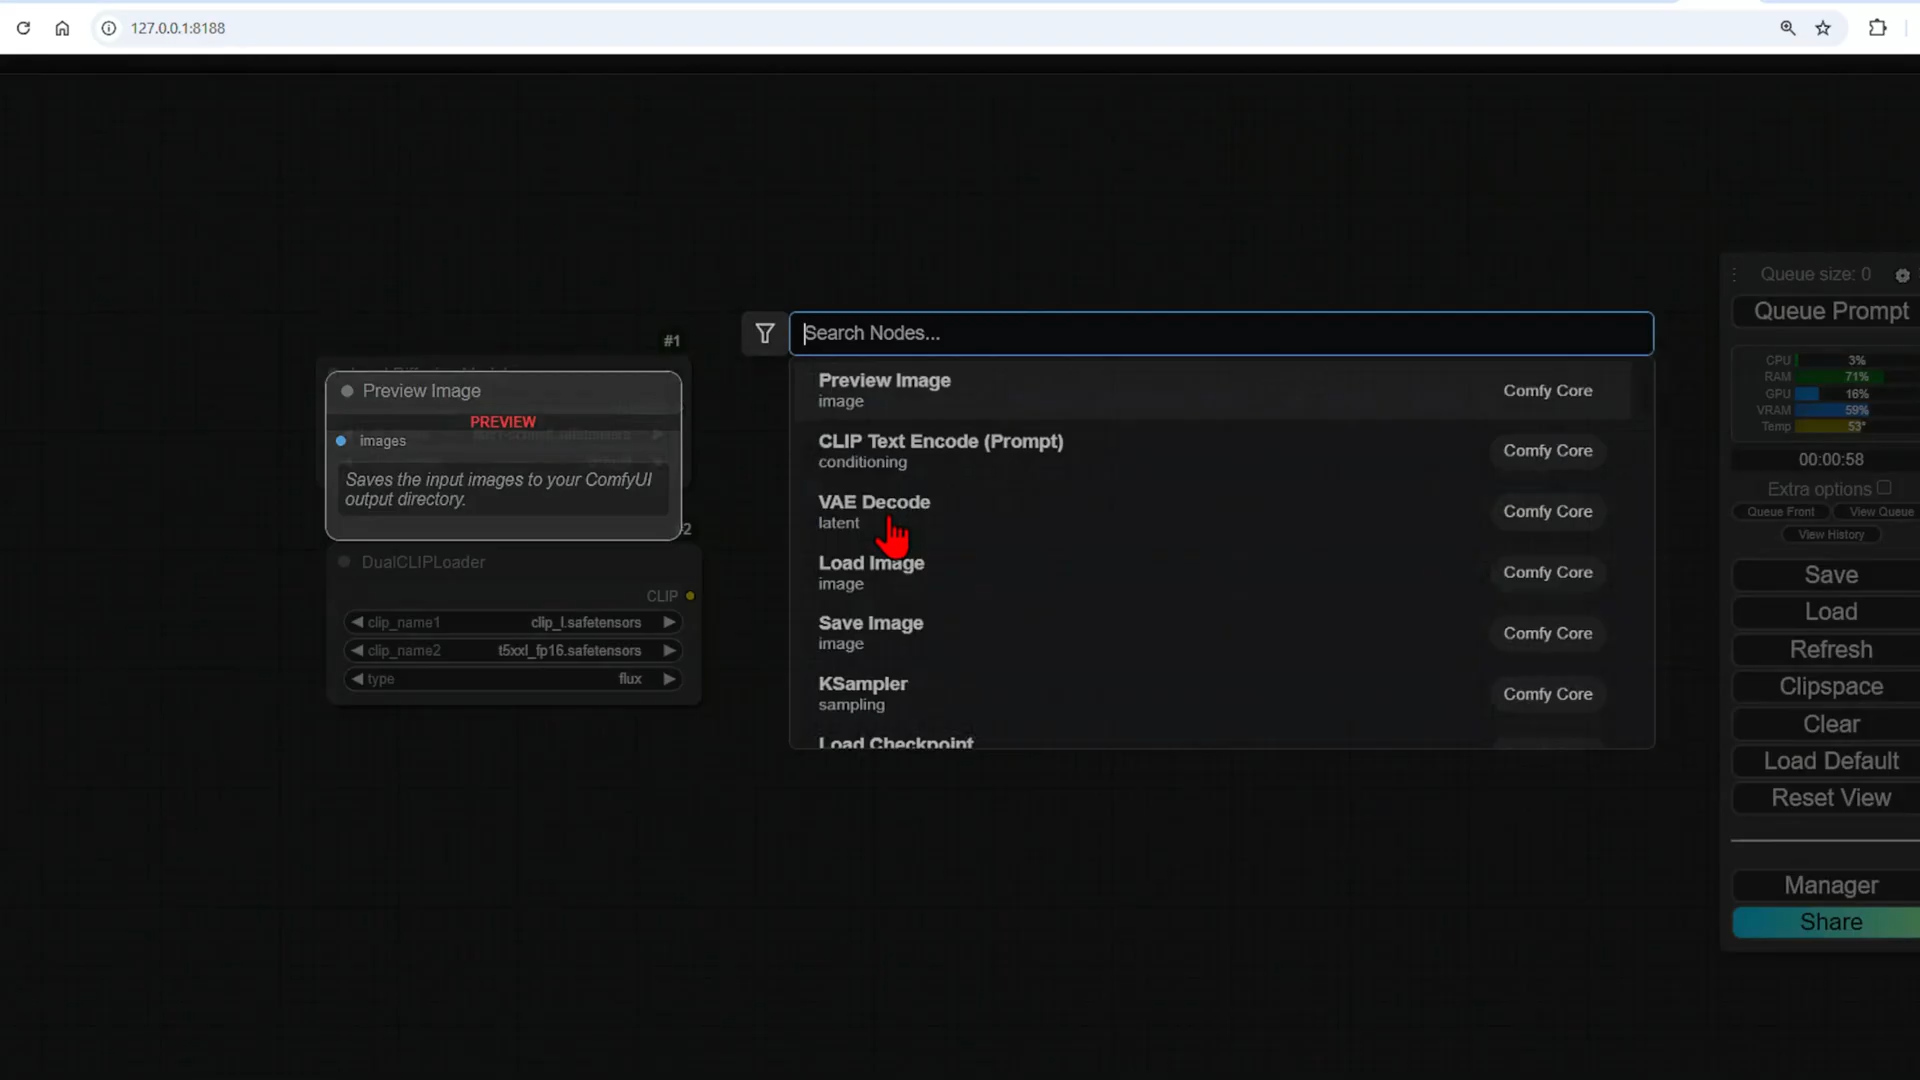 127.0.0.1:8188
#1
Preview Image
PREVIEW
images
Saves the input images to your ComfyUI
output directory.
DualCLIPLoader
CLIP
clip_name1 clip_l.safetensors
clip_name2 t5xxl_fp16.safetensors
type flux
Search Nodes...
Preview Image
image
Comfy Core
CLIP Text Encode (Prompt)
conditioning
Comfy Core
VAE Decode
latent
Comfy Core
Load Image
image
Comfy Core
Save Image
image
Comfy Core
KSampler
sampling
Comfy Core
Load Checkpoint
Queue size: 0
Queue Prompt
CPU 3%
RAM 71%
GPU 16%
VRAM 59%
Temp 53°
00:00:58
Extra options
Queue Front View Queue
View History
Save
Load
Refresh
Clipspace
Clear
Load Default
Reset View
Manager
Share